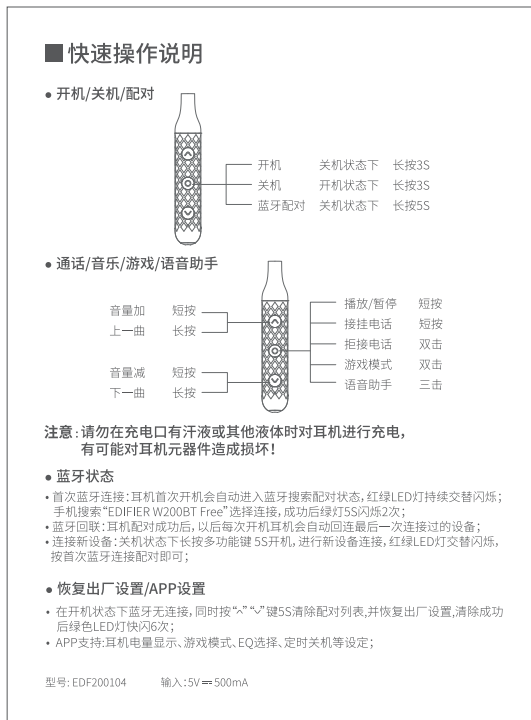 快速操作说明
开机/关机/配对
开机 关机状态下 长按3S
关机 开机状态下 长按3S
蓝牙配对 关机状态下 长按5S
通话/音乐/游戏/语音助手
音量加 短按
上一曲 长按
音量减 短按
下一曲 长按
播放/暂停 短按
接挂电话 短按
拒接电话 双击
游戏模式 双击
语音助手 三击
注意:请勿在充电口有汗液或其他液体时对耳机进行充电,
有可能对耳机元器件造成损坏!
蓝牙状态
• 首次蓝牙连接:耳机首次开机会自动进入蓝牙搜索配对状态,红绿LED灯持续交替闪烁;
手机搜索“EDIFIER W200BT Free”选择连接,成功后绿灯5S闪烁2次;
• 蓝牙回联:耳机配对成功后,以后每次开机耳机会自动回连最后一次连接过的设备;
• 连接新设备:关机状态下长按多功能键 5S开机,进行新设备连接,红绿LED灯交替闪烁,
按首次蓝牙连接配对即可;
恢复出厂设置/APP设置
• 在开机状态下蓝牙无连接,同时按“^”“v”键5S清除配对列表,并恢复出厂设置,清除成功
后绿色LED灯快闪6次;
• APP支持:耳机电量显示、游戏模式、EQ选择、定时关机等设定;
型号: EDF200104 输入:5V⎓500mA